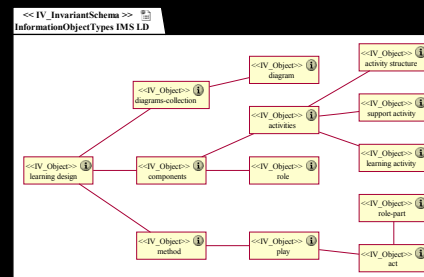 << IV_InvariantSchema >>
InformationObjectTypes IMS LD
<<IV_Object>>
activity structure
<<IV_Object>>
diagram
<<IV_Object>>
diagrams-collection
<<IV_Object>>
support activity
<<IV_Object>>
activities
<<IV_Object>>
learning activity
<<IV_Object>>
learning design
<<IV_Object>>
components
<<IV_Object>>
role
<<IV_Object>>
role-part
<<IV_Object>>
method
<<IV_Object>>
play
<<IV_Object>>
act